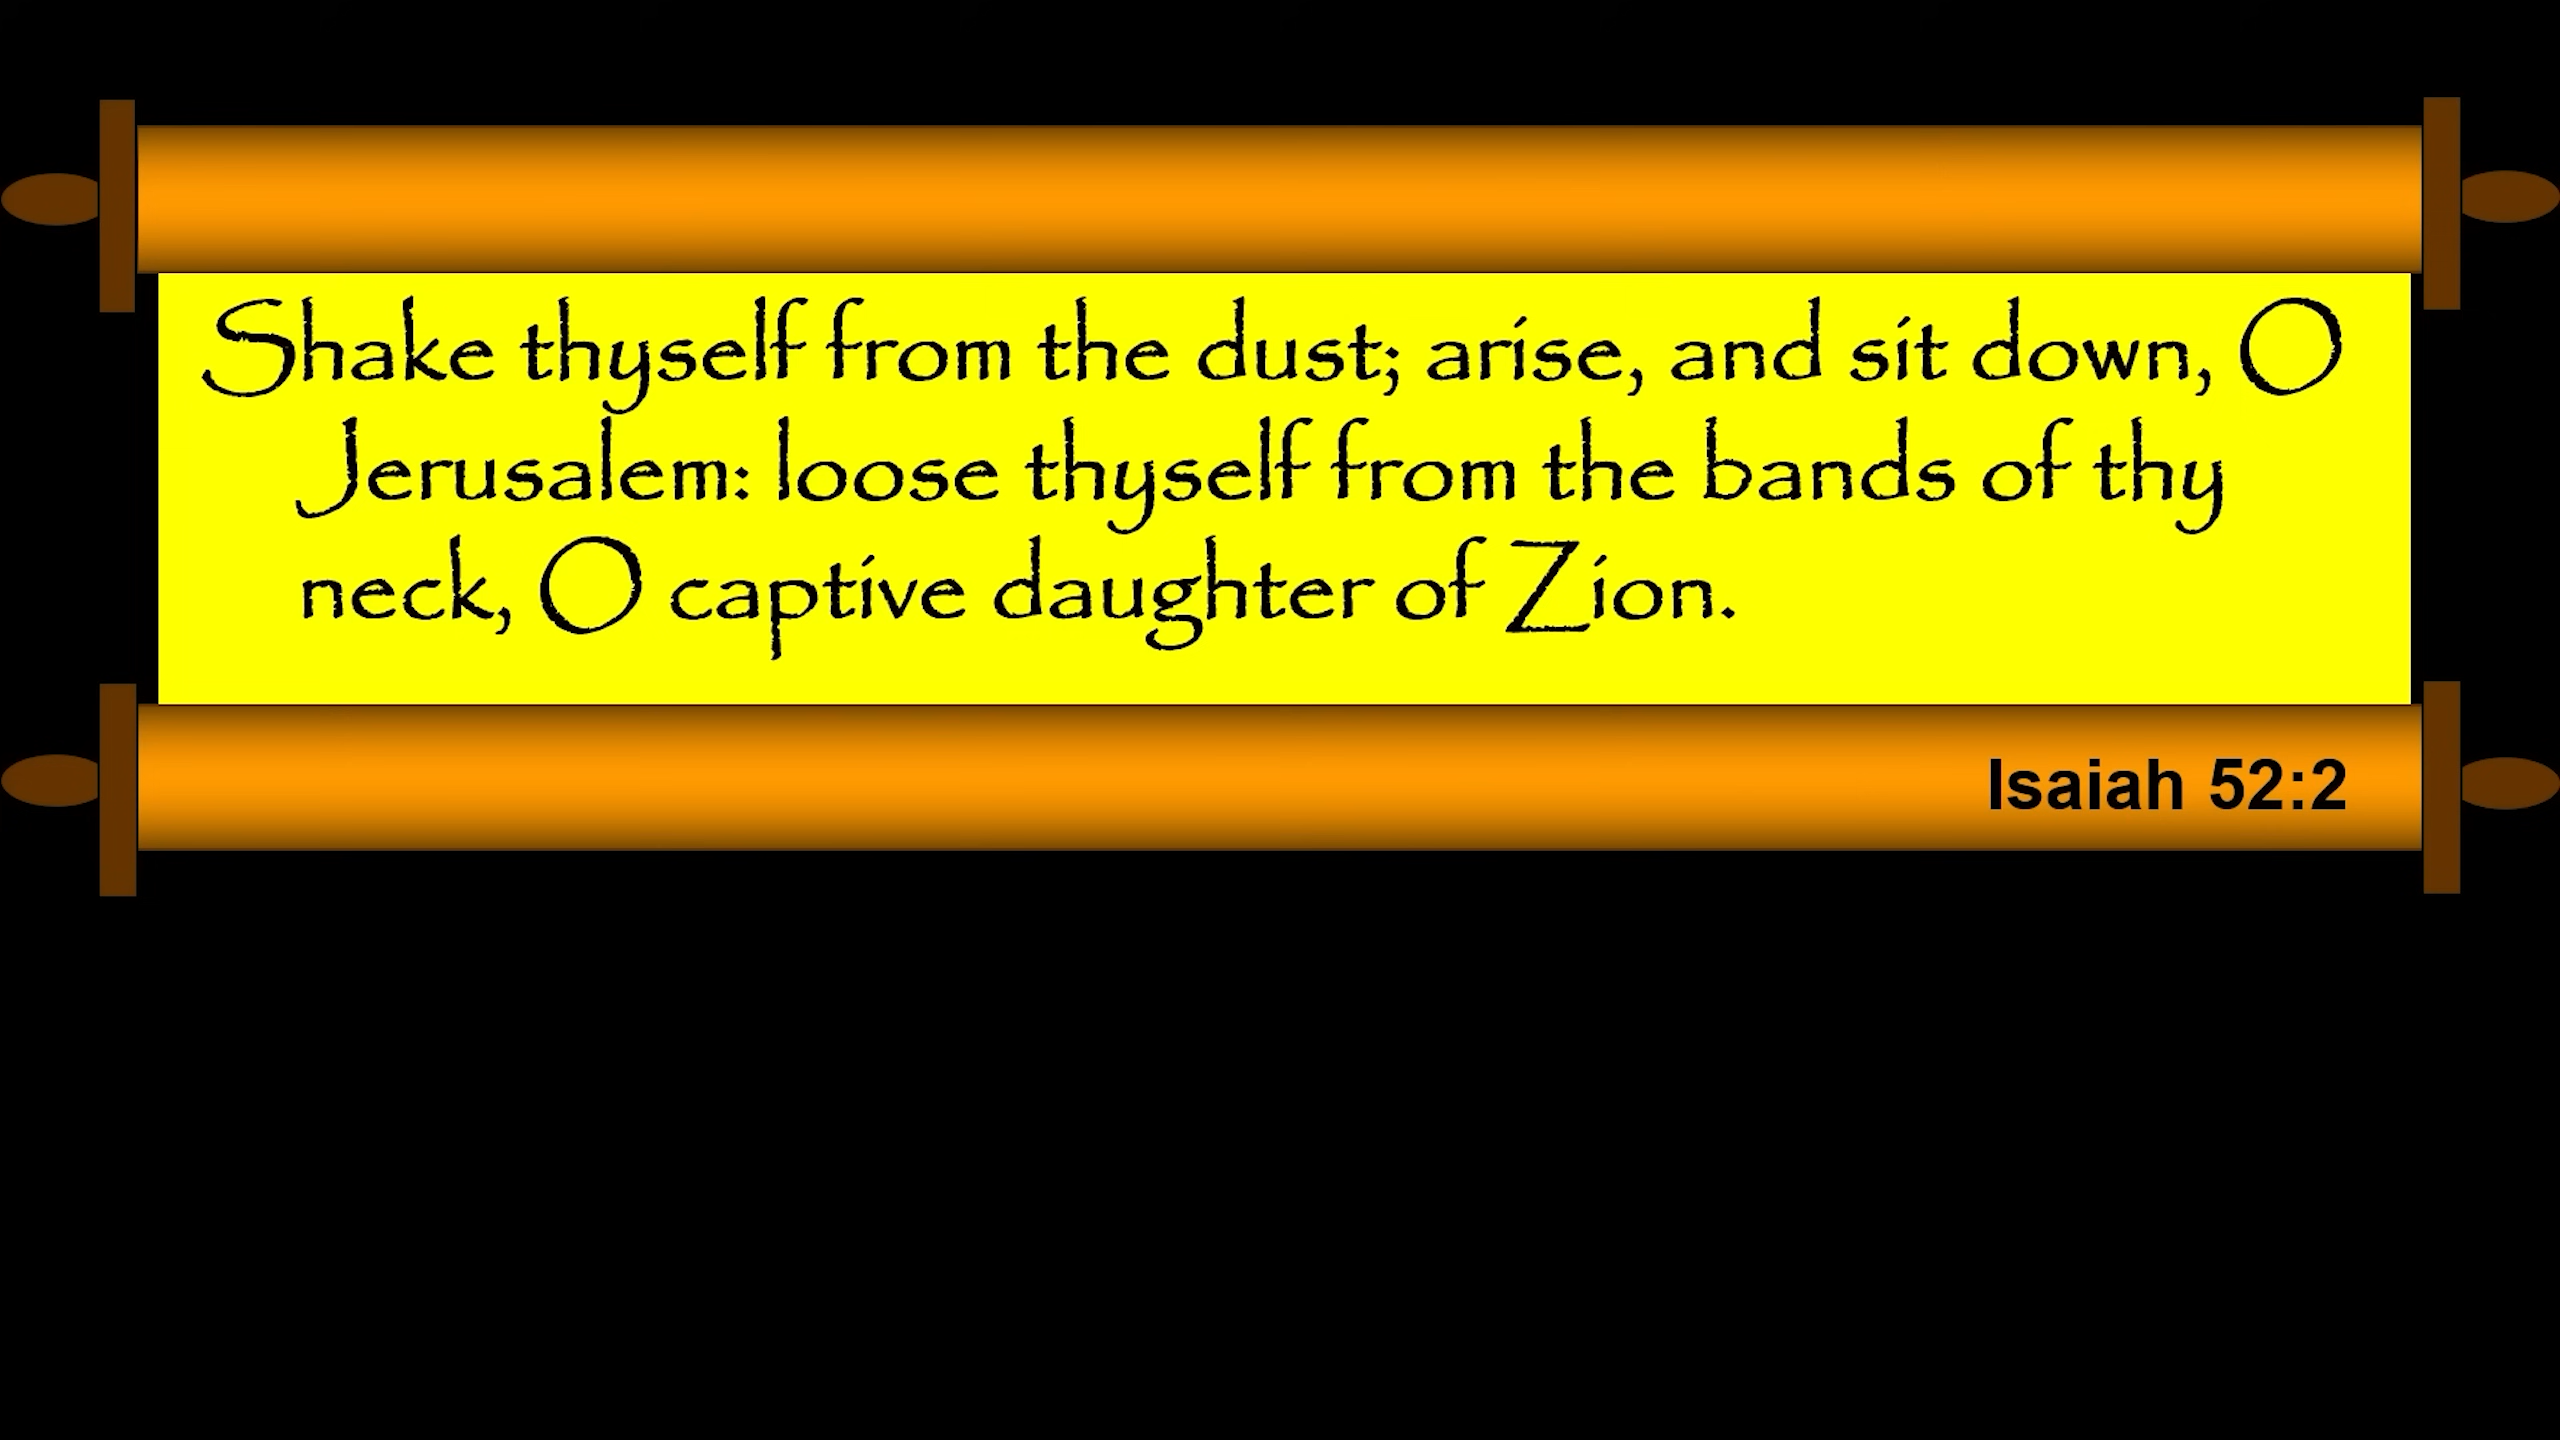 Shake thyself from the dust; arise, and sit down, O
Jerusalem: loose thyself from the bands of thy
neck, O captive daughter of Zion.
Isaiah 52:2